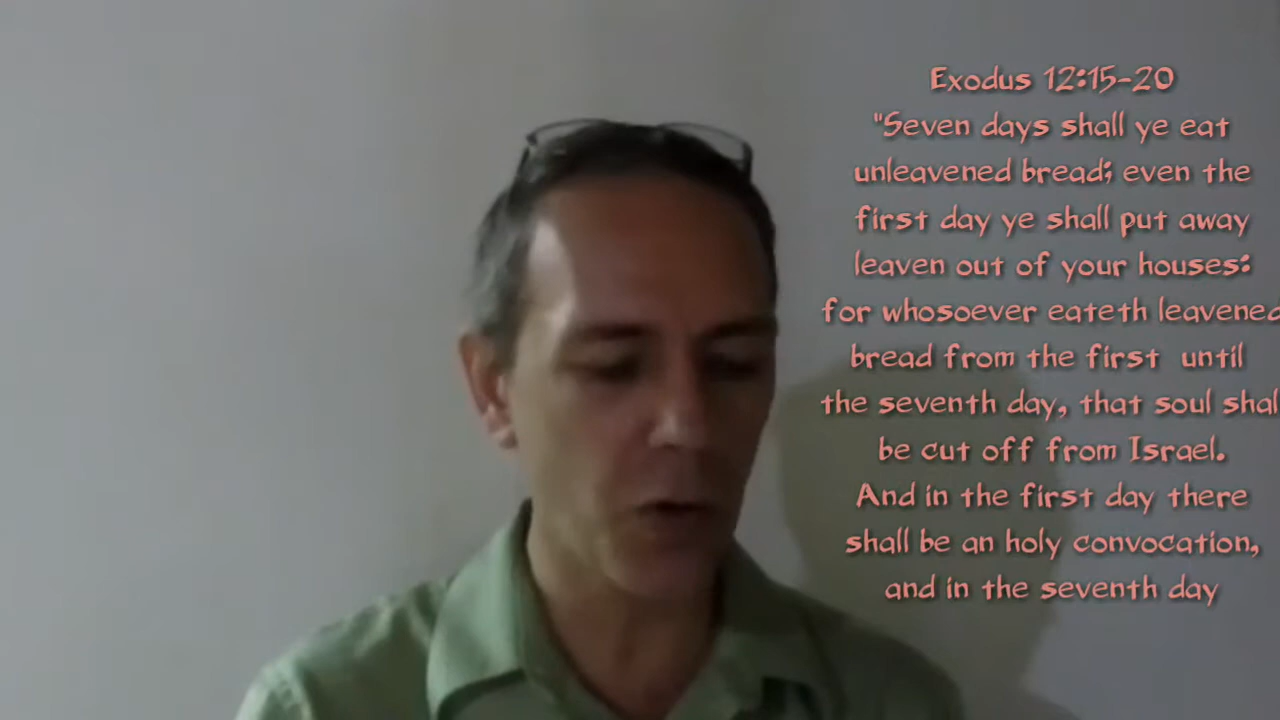 Exodus 12:15-20
"Seven days shall ye eat
unleavened bread; even the
first day ye shall put away
leaven out of your houses:
for whosoever eateth leavened
bread from the first until
the seventh day, that soul shal
be cut off from Israel.
And in the first day there
shall be an holy convocation,
and in the seventh day